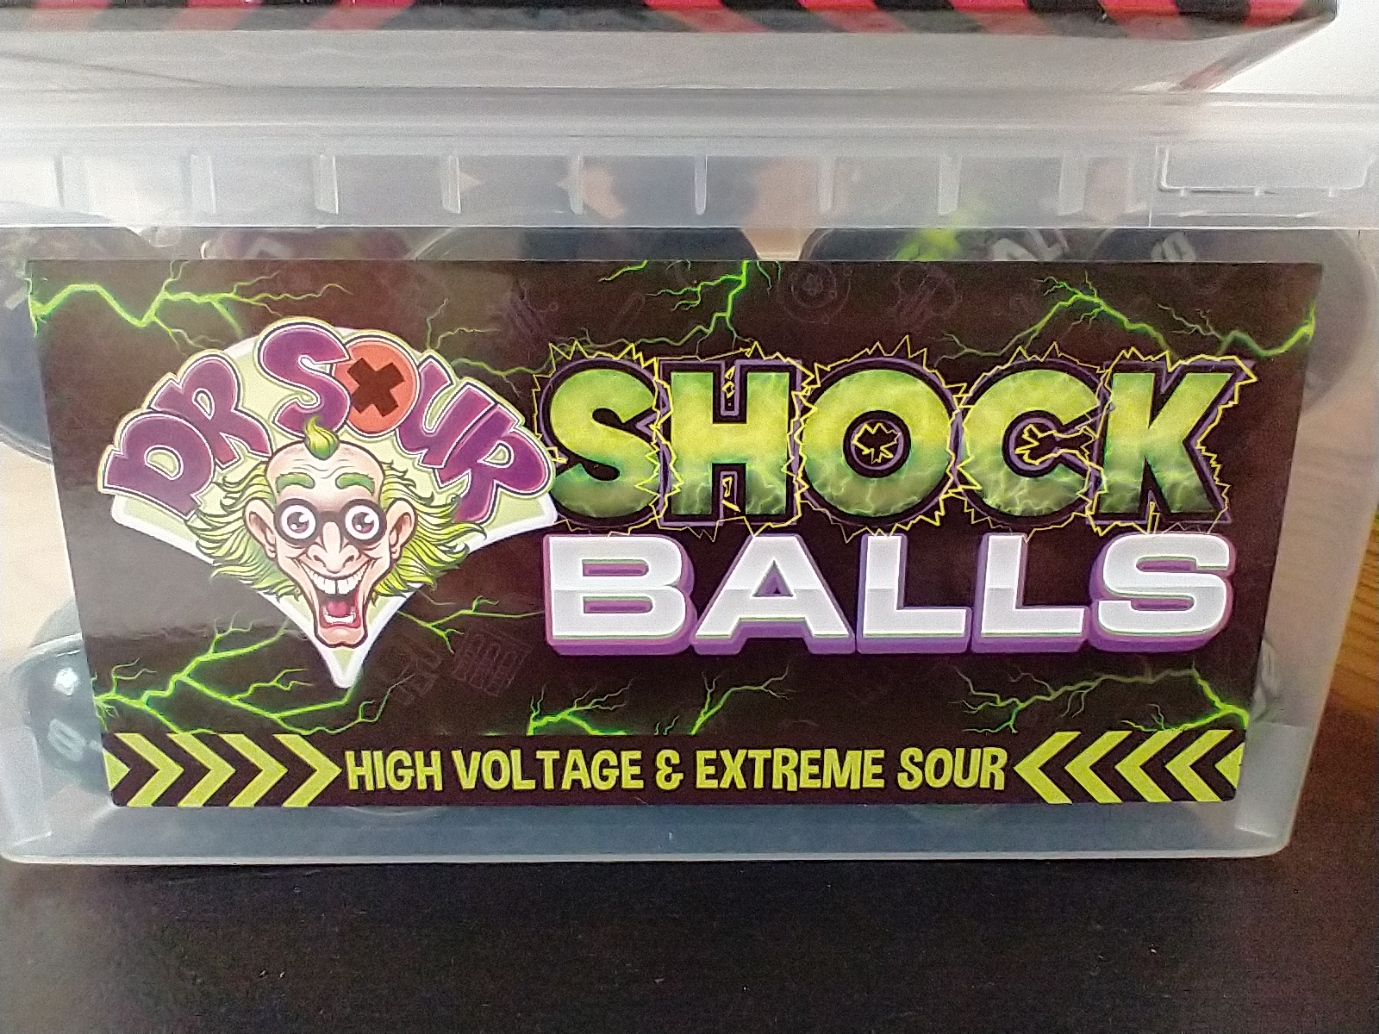 DR SOUR
SHOCK
BALLS
HIGH VOLTAGE & EXTREME SOUR